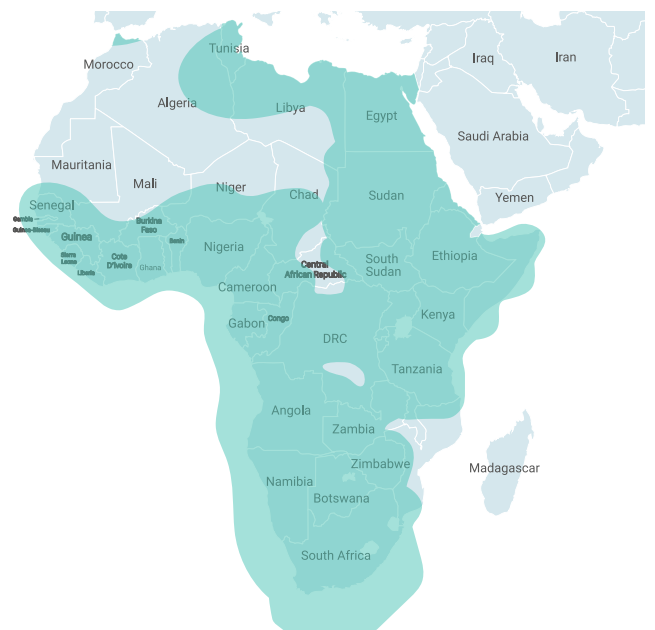 Tunisia
Morocco
Iraq
Iran
Algeria
Libya
Egypt
Saudi Arabia
Mauritania
Mali
Niger
Chad
Sudan
Yemen
Senegal
Gambia
Guinea-Bissau
Guinea
Burkina
Faso
Benin
Nigeria
Sierra
Leone
Cote
D'Ivoire
Ghana
Liberia
Central
African Republic
South
Sudan
Ethiopia
Cameroon
Gabon
Congo
Kenya
DRC
Tanzania
Angola
Zambia
Zimbabwe
Madagascar
Namibia
Botswana
South Africa